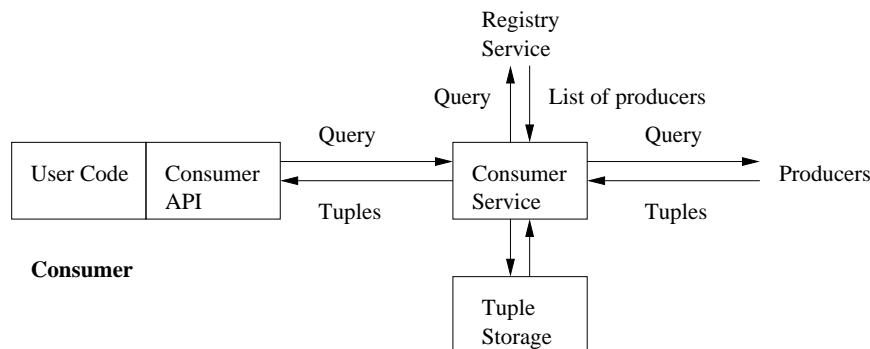 Registry
Service
Query
List of producers
Query
Query
User Code
Consumer
API
Consumer
Service
Producers
Tuples
Tuples
Consumer
Tuple
Storage